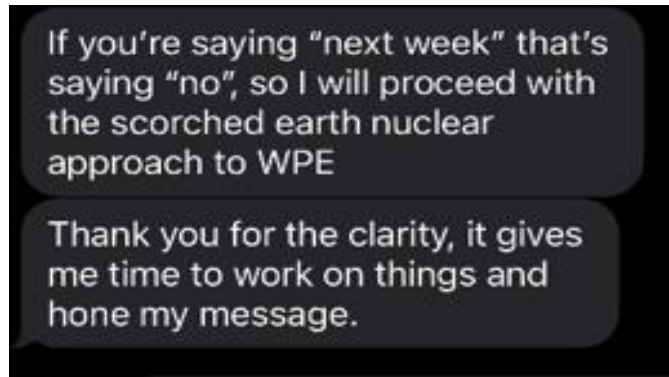 If you’re saying “next week” that’s
saying “no”, so I will proceed with
the scorched earth nuclear
approach to WPE
Thank you for the clarity, it gives
me time to work on things and
hone my message.